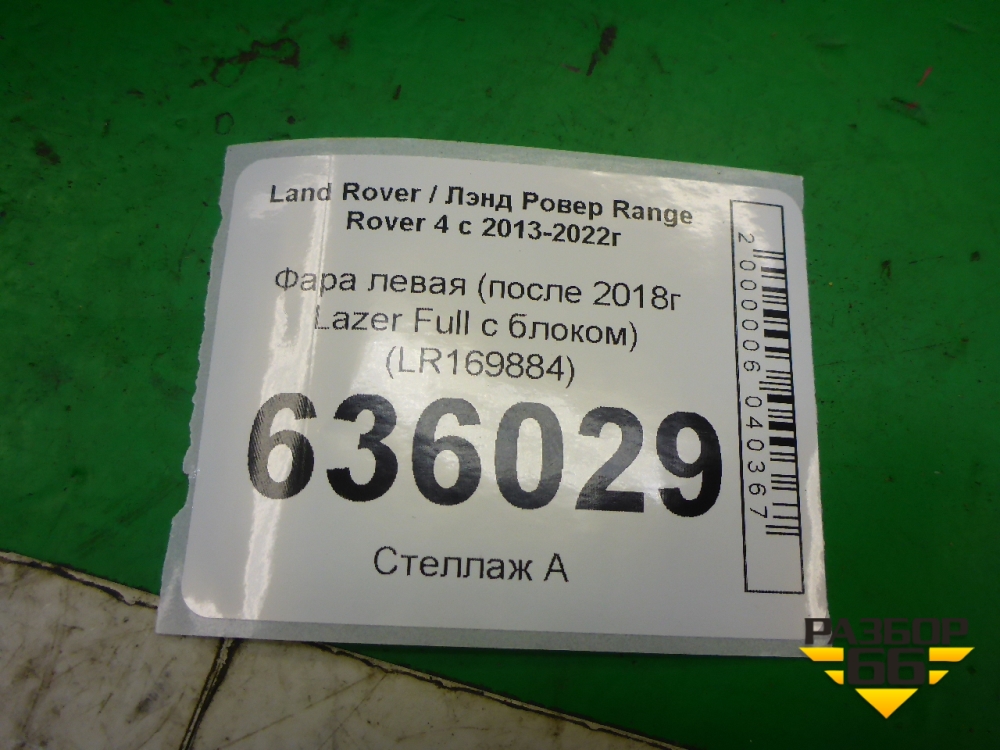 Land Rover / Лэнд Ровер Range
Rover 4 с 2013-2022г
Фара левая (после 2018г
Lazer Full с блоком)
(LR169884)
636029
Стеллаж А
2000006040367
РАЗБОР
66